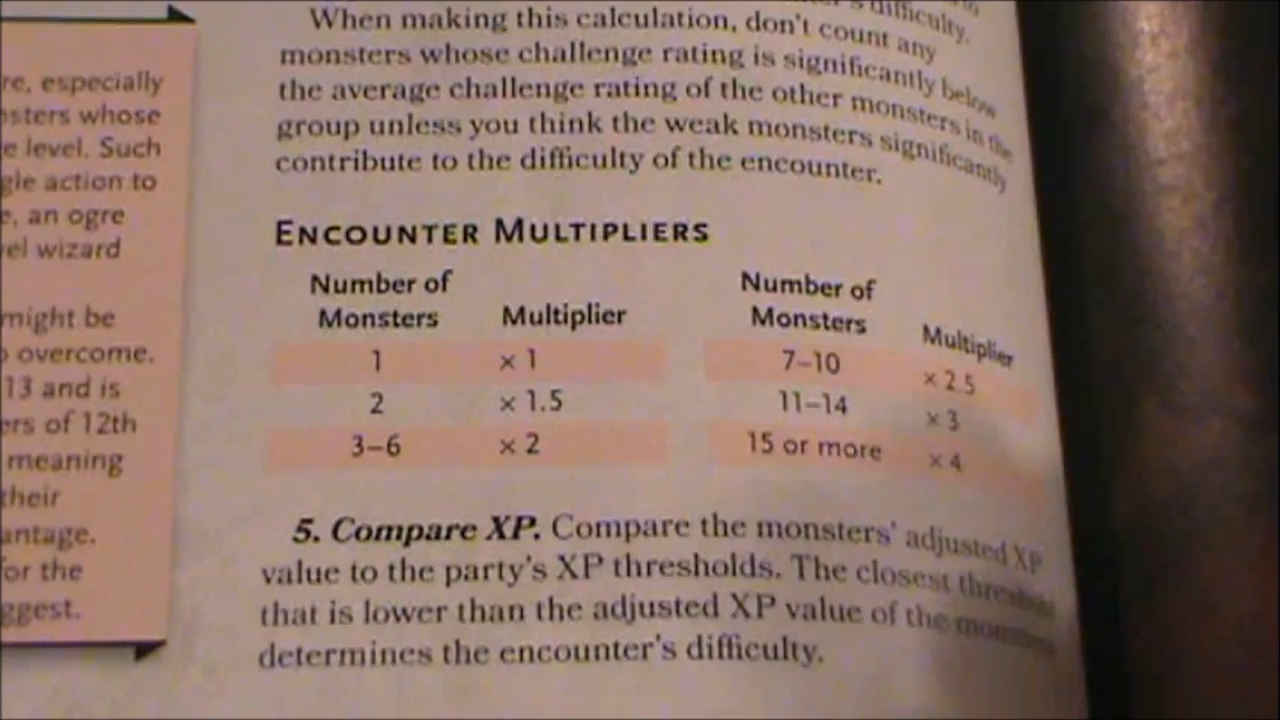 re, especially
sters whose
e level. Such
gle action to
e, an ogre
vel wizard
might be
overcome.
13 and is
ers of 12th
meaning
their
antage.
for the
ggest.
difficulty.
When making this calculation, don't count any
monsters whose challenge rating is significantly below
the average challenge rating of the other monsters in the
group unless you think the weak monsters significantly
contribute to the difficulty of the encounter.
ENCOUNTER MULTIPLIERS
Number of Monsters Multiplier Number of Monsters Multiplier
1 × 1 7–10 × 2.5
2 × 1.5 11–14 × 3
3–6 × 2 15 or more × 4
5. Compare XP. Compare the monsters' adjusted XP
value to the party's XP thresholds. The closest threshold
that is lower than the adjusted XP value of the monsters
determines the encounter's difficulty.